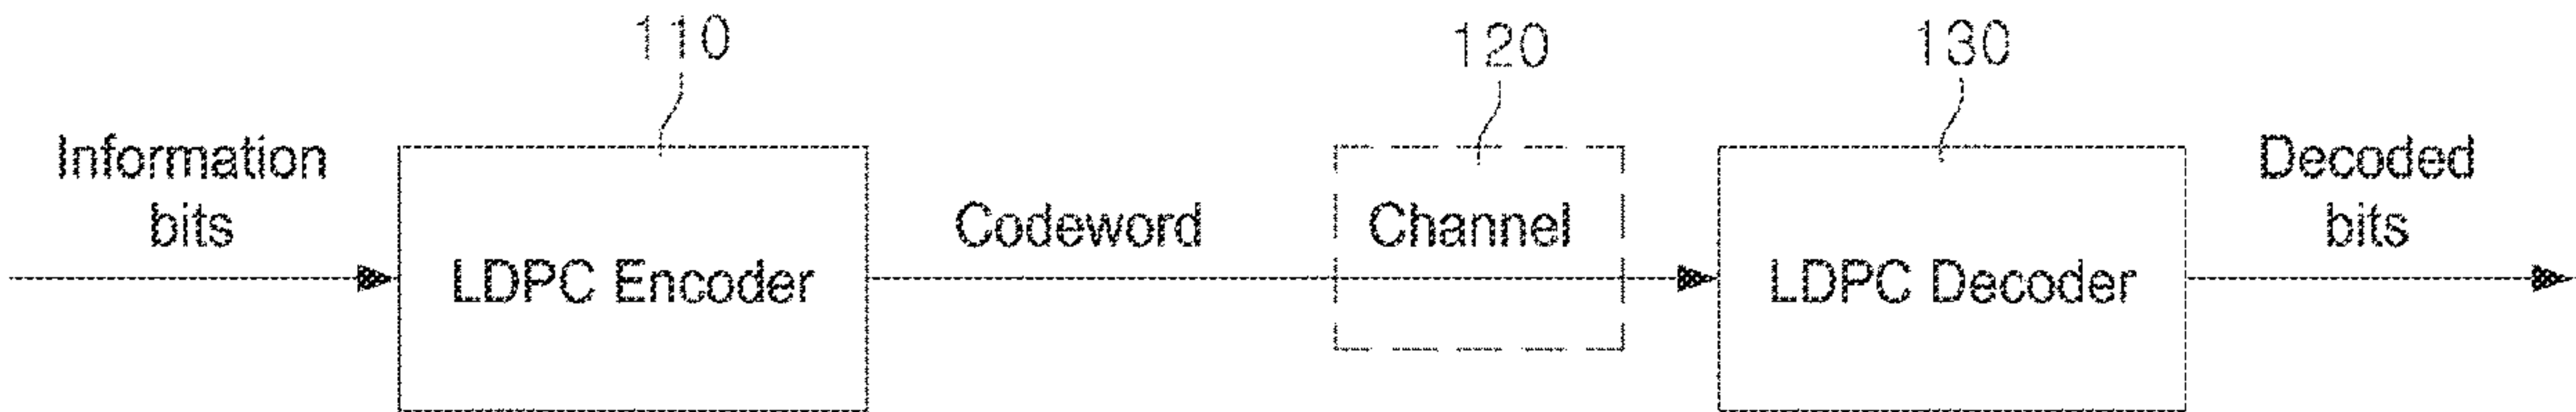 110
120
130
Information
bits
LDPC Encoder
Codeword
Channel
LDPC Decoder
Decoded
bits